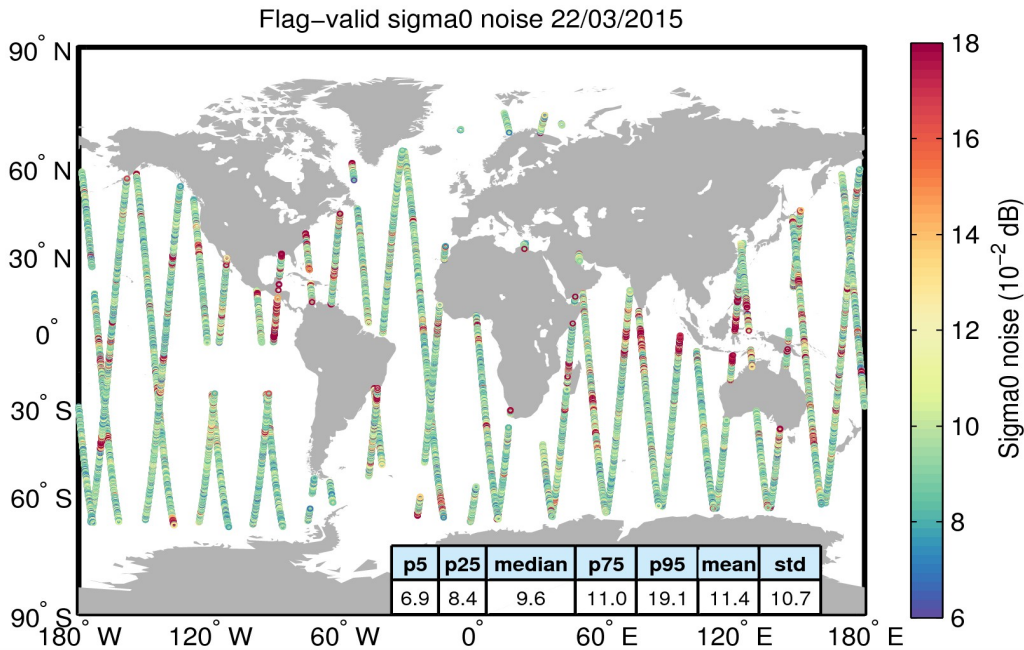 Flag−valid sigma0 noise 22/03/2015
90° N
60° N
30° N
0°
30° S
60° S
90° S
180° W
120° W
60° W
0°
60° E
120° E
180° E
p5 p25 median p75 p95 mean std
6.9 8.4 9.6 11.0 19.1 11.4 10.7
18
16
14
12
10
8
6
Sigma0 noise (10⁻² dB)